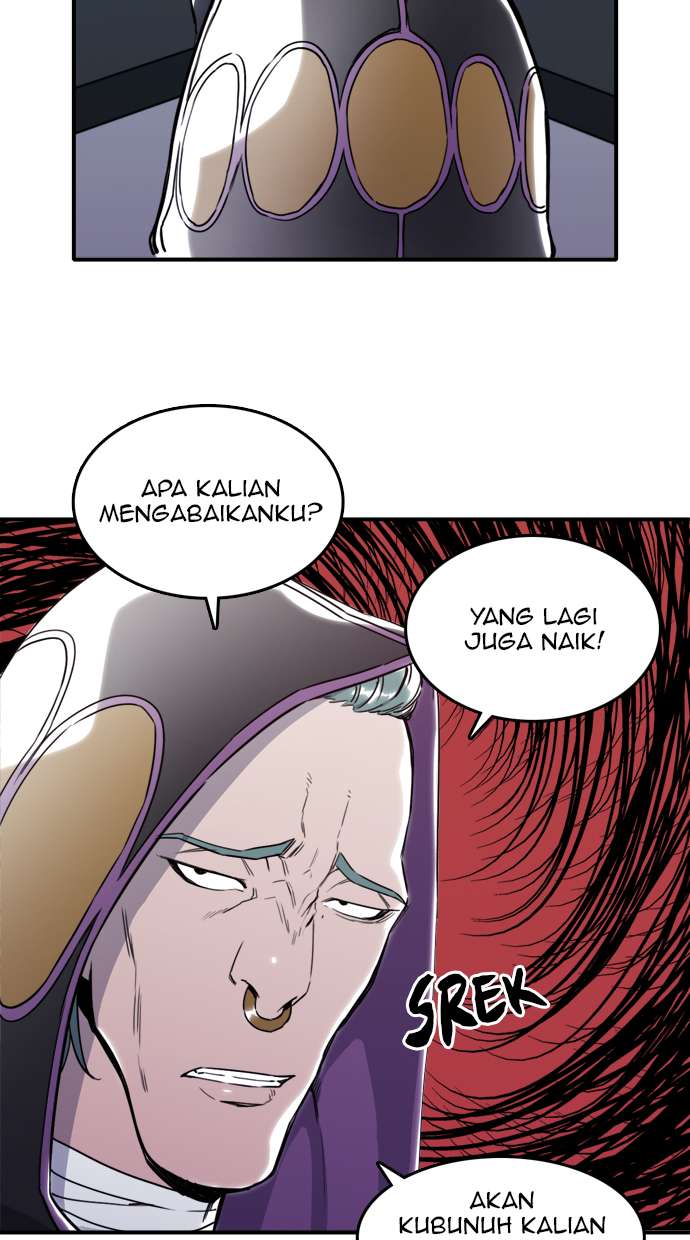 APA KALIAN
MENGABAIKANKU?
YANG LAGI
JUGA NAIK!
SREK
AKAN
KUBUNUH KALIAN